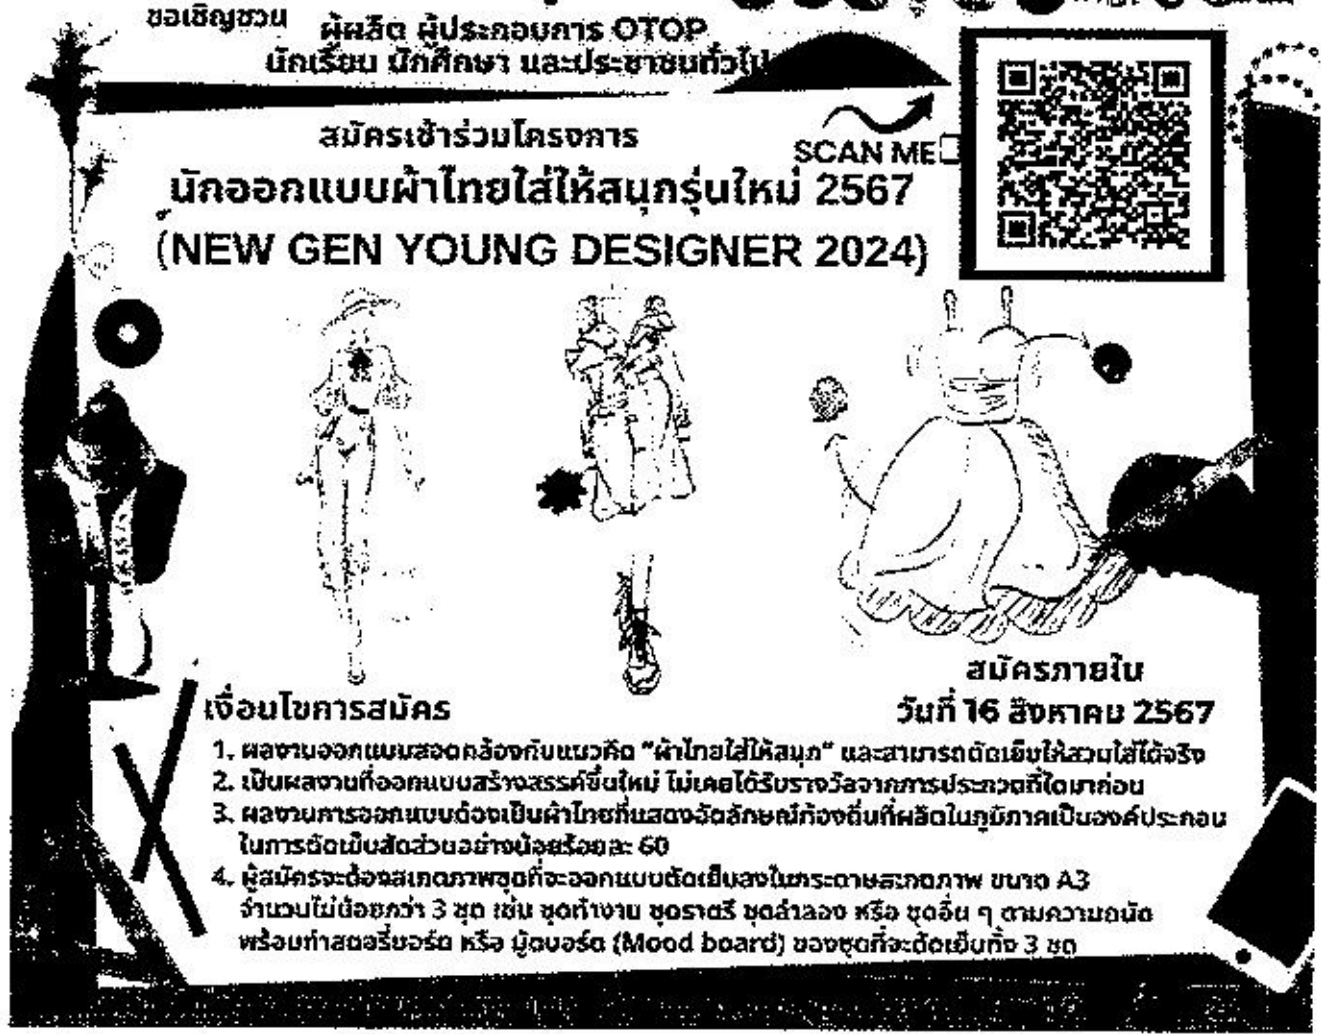 ขอเชิญชวน
ผู้ผลิต ผู้ประกอบการ OTOP
นักเรียน นักศึกษา และประชาชนทั่วไป
สมัครเข้าร่วมโครงการ
SCAN ME
นักออกแบบผ้าไทยใส่ให้สนุกรุ่นใหม่ 2567
(NEW GEN YOUNG DESIGNER 2024)
สมัครภายใน
วันที่ 16 สิงหาคม 2567
เงื่อนไขการสมัคร
1. ผลงานออกแบบสอดคล้องกับแนวคิด “ผ้าไทยใส่ให้สนุก” และสามารถตัดเย็บให้สวมใส่ได้จริง
2. เป็นผลงานที่ออกแบบสร้างสรรค์ขึ้นใหม่ ไม่เคยได้รับรางวัลจากการประกวดที่ใดมาก่อน
3. ผลงานการออกแบบต้องเป็นผ้าไทยที่แสดงอัตลักษณ์ท้องถิ่นที่ผลิตในภูมิภาคเป็นองค์ประกอบ
ในการตัดเย็บสัดส่วนอย่างน้อยร้อยละ 60
4. ผู้สมัครจะต้องสเกตภาพชุดที่จะออกแบบตัดเย็บลงในกระดาษสเกตภาพ ขนาด A3
จำนวนไม่น้อยกว่า 3 ชุด เช่น ชุดทำงาน ชุดราตรี ชุดลำลอง หรือ ชุดอื่น ๆ ตามความถนัด
พร้อมทำสตอรี่บอร์ด หรือ มู้ดบอร์ด (Mood board) ของชุดที่จะตัดเย็บทั้ง 3 ชุด